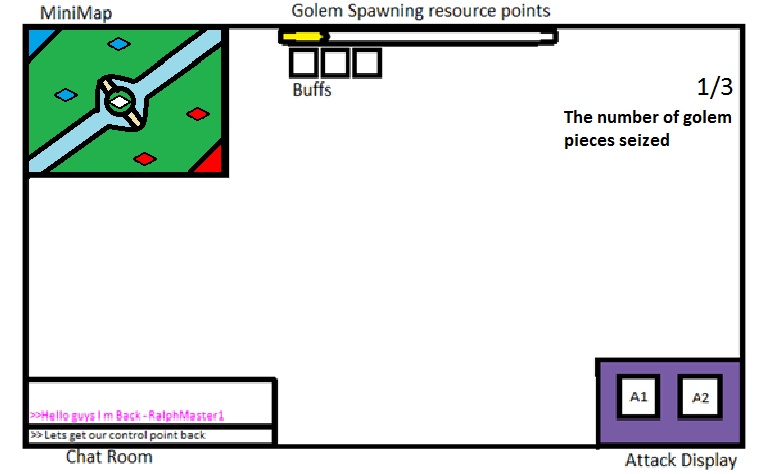 MiniMap
Golem Spawning resource points
Buffs
1/3
The number of golem
pieces seized
>>Hello guys I m Back -RalphMaster1
>> Lets get our control point back
Chat Room
A1
A2
Attack Display